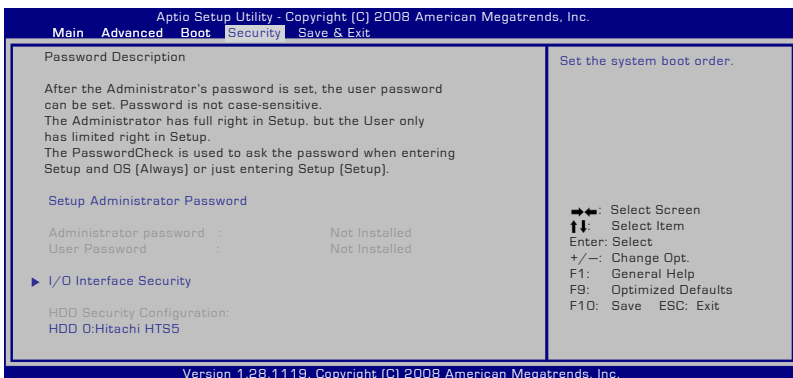 Aptio Setup Utility - Copyright (C) 2008 American Megatrends, Inc.
Main Advanced Boot Security Save & Exit
Password Description
After the Administrator's password is set, the user password
can be set. Password is not case-sensitive.
The Administrator has full right in Setup. but the User only
has limited right in Setup.
The PasswordCheck is used to ask the password when entering
Setup and OS (Always) or just entering Setup (Setup).
Setup Administrator Password
Administrator password : Not Installed
User Password : Not Installed
I/O Interface Security
HDD Security Configuration:
HDD 0:Hitachi HTS5
Set the system boot order.
→←: Select Screen
↑↓: Select Item
Enter: Select
+/−: Change Opt.
F1: General Help
F9: Optimized Defaults
F10: Save ESC: Exit
Version 1.28.1119. Copyright (C) 2008 American Megatrends, Inc.